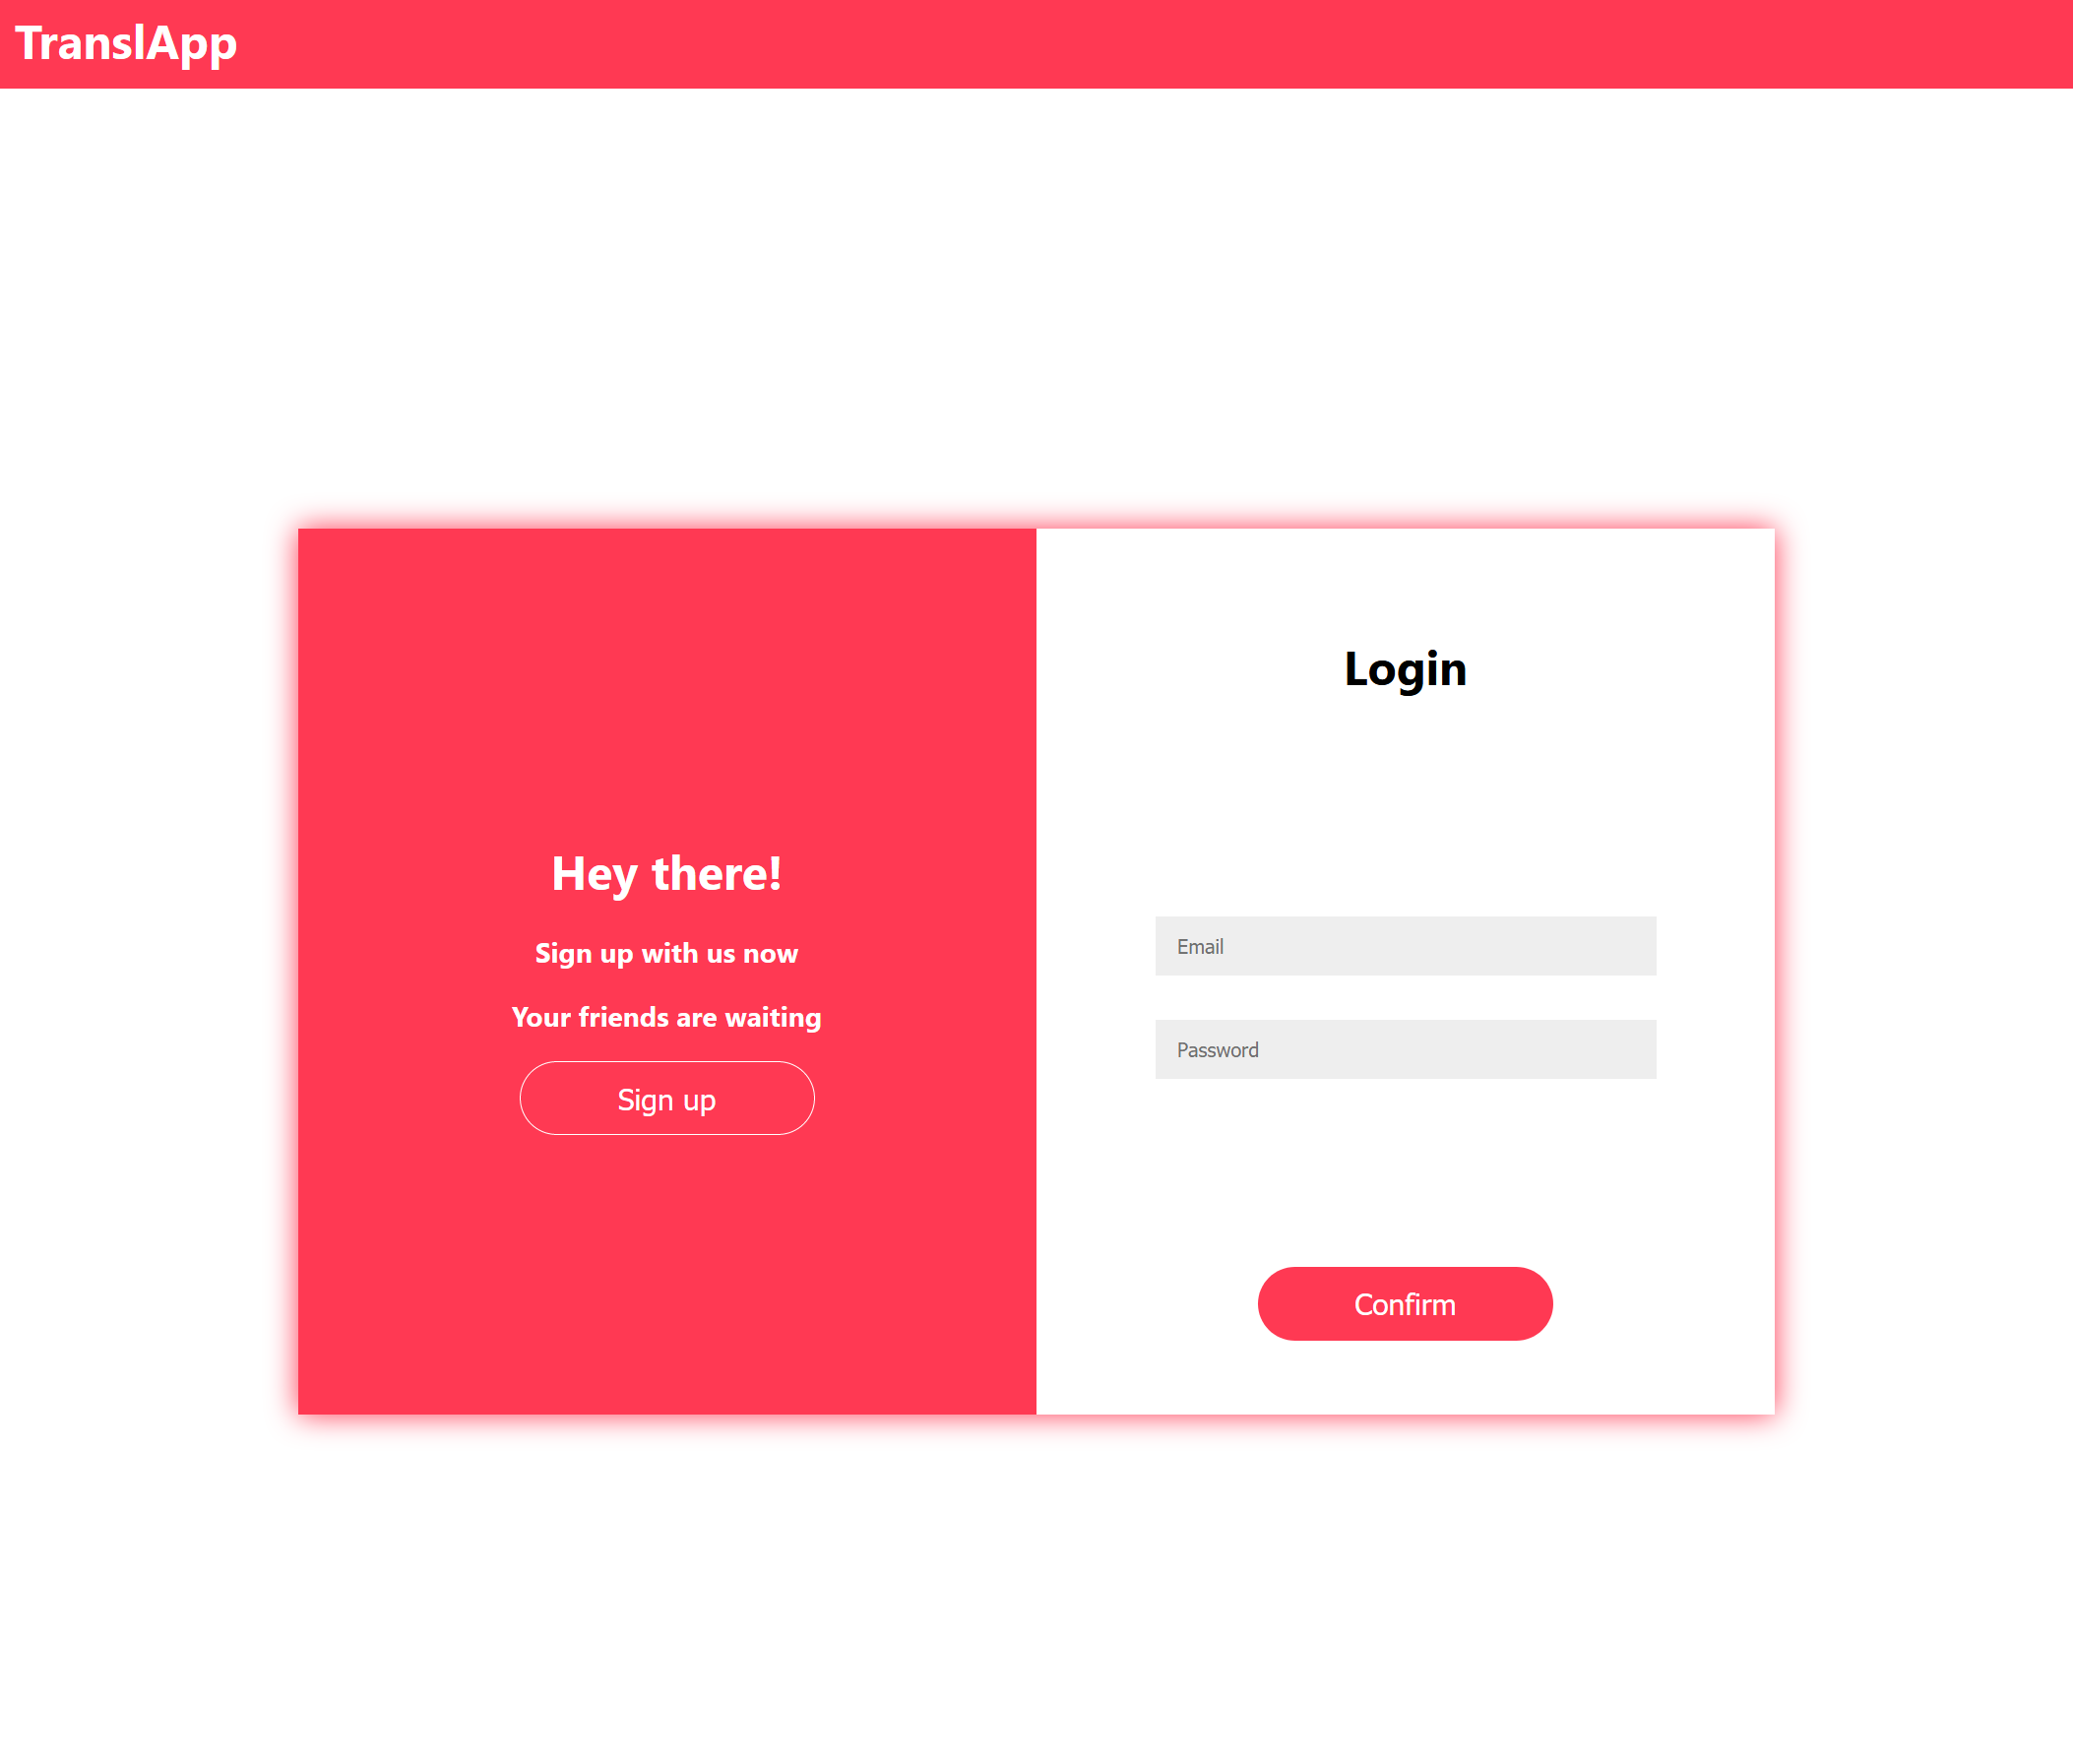 TranslApp
Hey there!
Sign up with us now
Your friends are waiting
Sign up
Login
Email
Password
Confirm